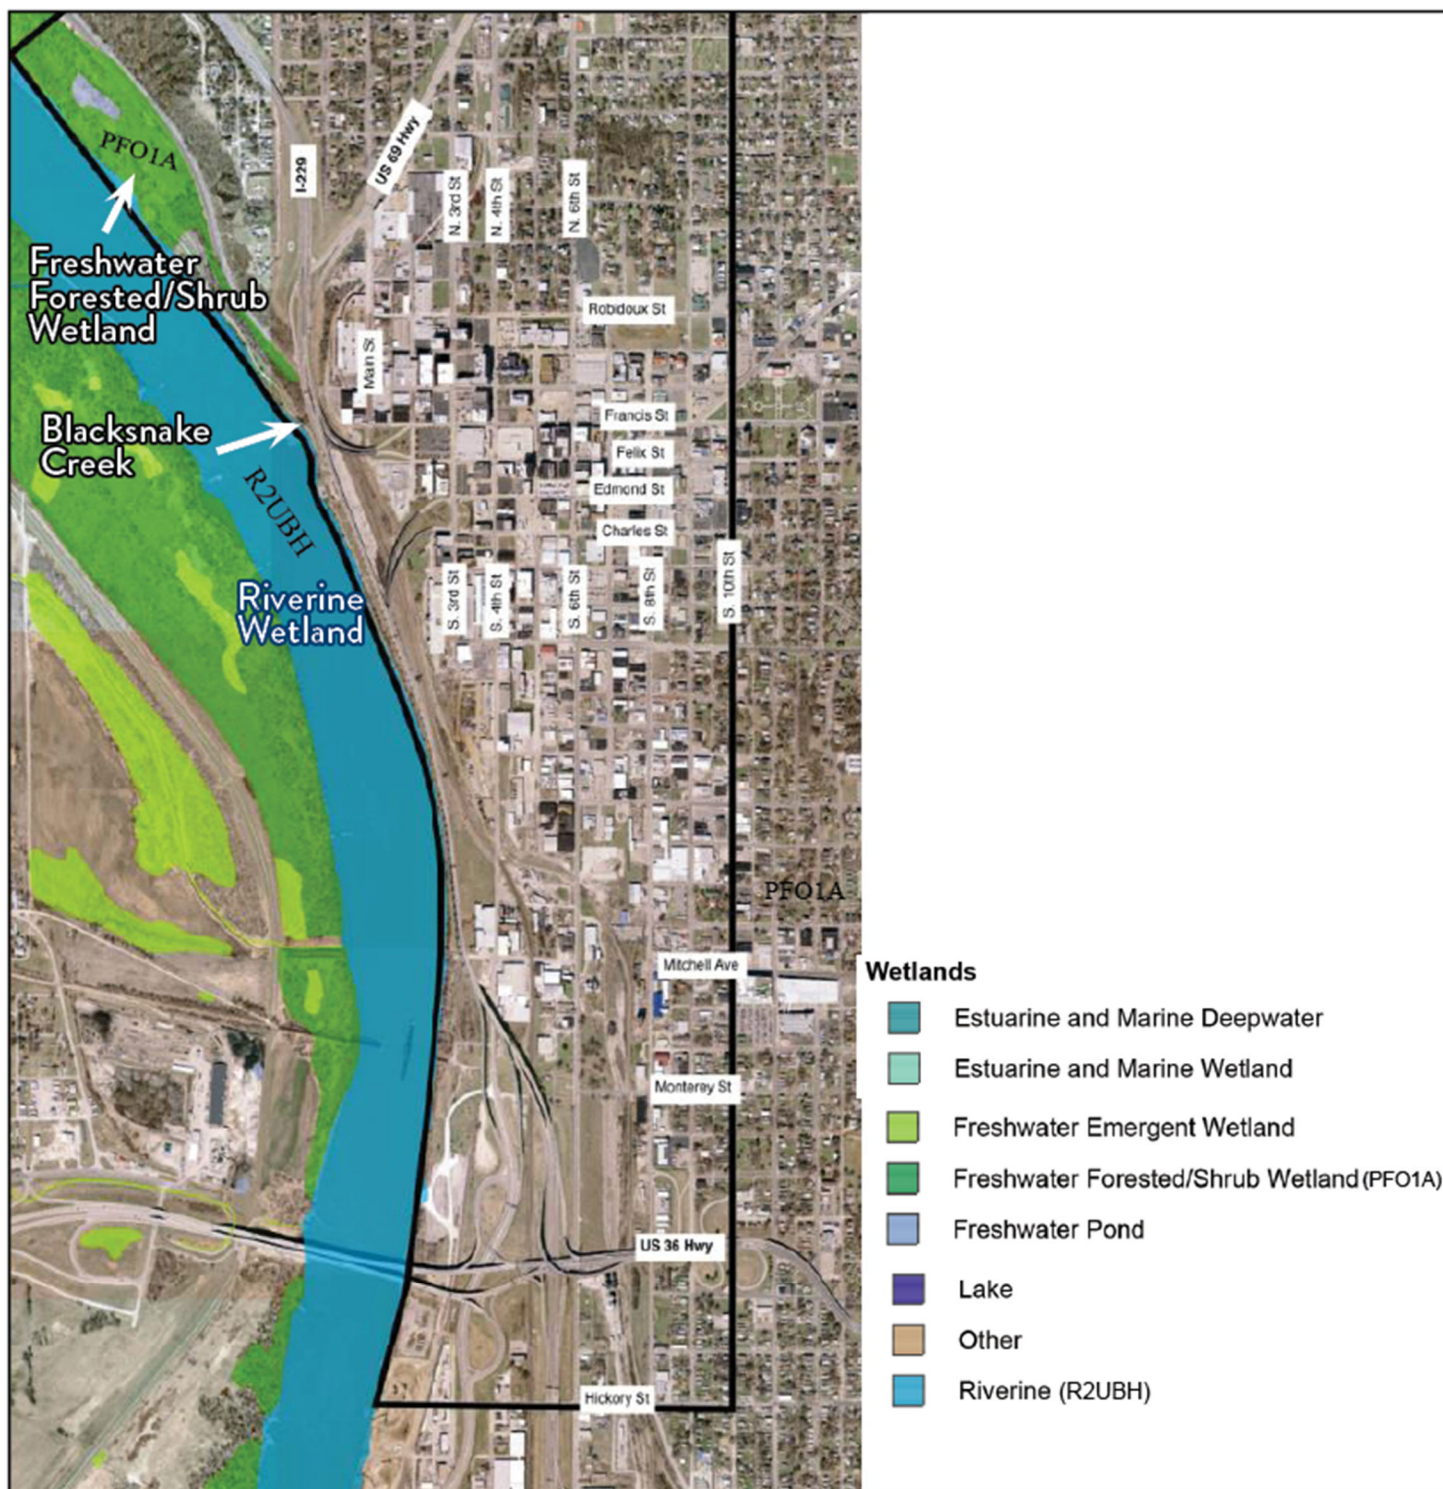 PFO1A
I-229
US 69 Hwy
N. 3rd St
N. 4th St
N. 6th St
Freshwater
Forested/Shrub
Wetland
Robidoux St
Main St
Blacksnake
Creek
Francis St
Felix St
Edmond St
Charles St
R2UBH
Riverine
Wetland
S. 3rd St
S. 4th St
S. 6th St
S. 8th St
S. 10th St
PFO1A
Mitchell Ave
Monterey St
US 36 Hwy
Hickory St
Wetlands
Estuarine and Marine Deepwater
Estuarine and Marine Wetland
Freshwater Emergent Wetland
Freshwater Forested/Shrub Wetland (PFO1A)
Freshwater Pond
Lake
Other
Riverine (R2UBH)